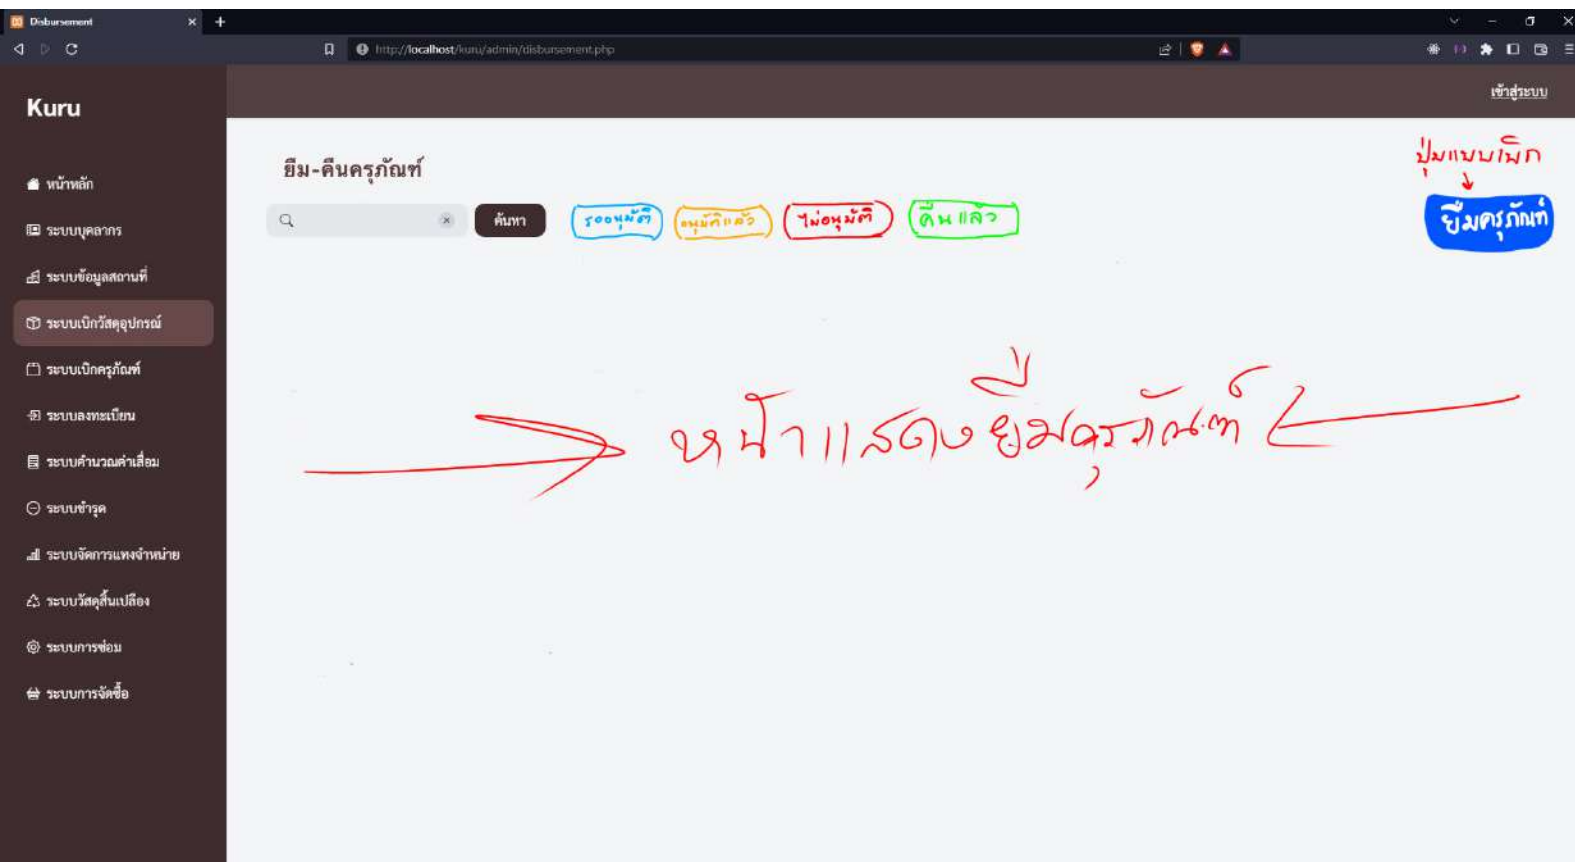 Disbursement
http://localhost/kuru/admin/disbursement.php
Kuru
เข้าสู่ระบบ
หน้าหลัก
ระบบบุคลากร
ระบบข้อมูลสถานที่
ระบบเบิกวัสดุอุปกรณ์
ระบบเบิกครุภัณฑ์
ระบบลงทะเบียน
ระบบคำนวณค่าเสื่อม
ระบบชำรุด
ระบบจัดการแทงจำหน่าย
ระบบวัสดุสิ้นเปลือง
ระบบการซ่อม
ระบบการจัดซื้อ
ยืม-คืนครุภัณฑ์
ค้นหา รออนุมัติ อนุมัติแล้ว ไม่อนุมัติ คืนแล้ว
ปุ่มแบบเบิก
ยืมครุภัณฑ์
หน้าแสดงยืมครุภัณฑ์